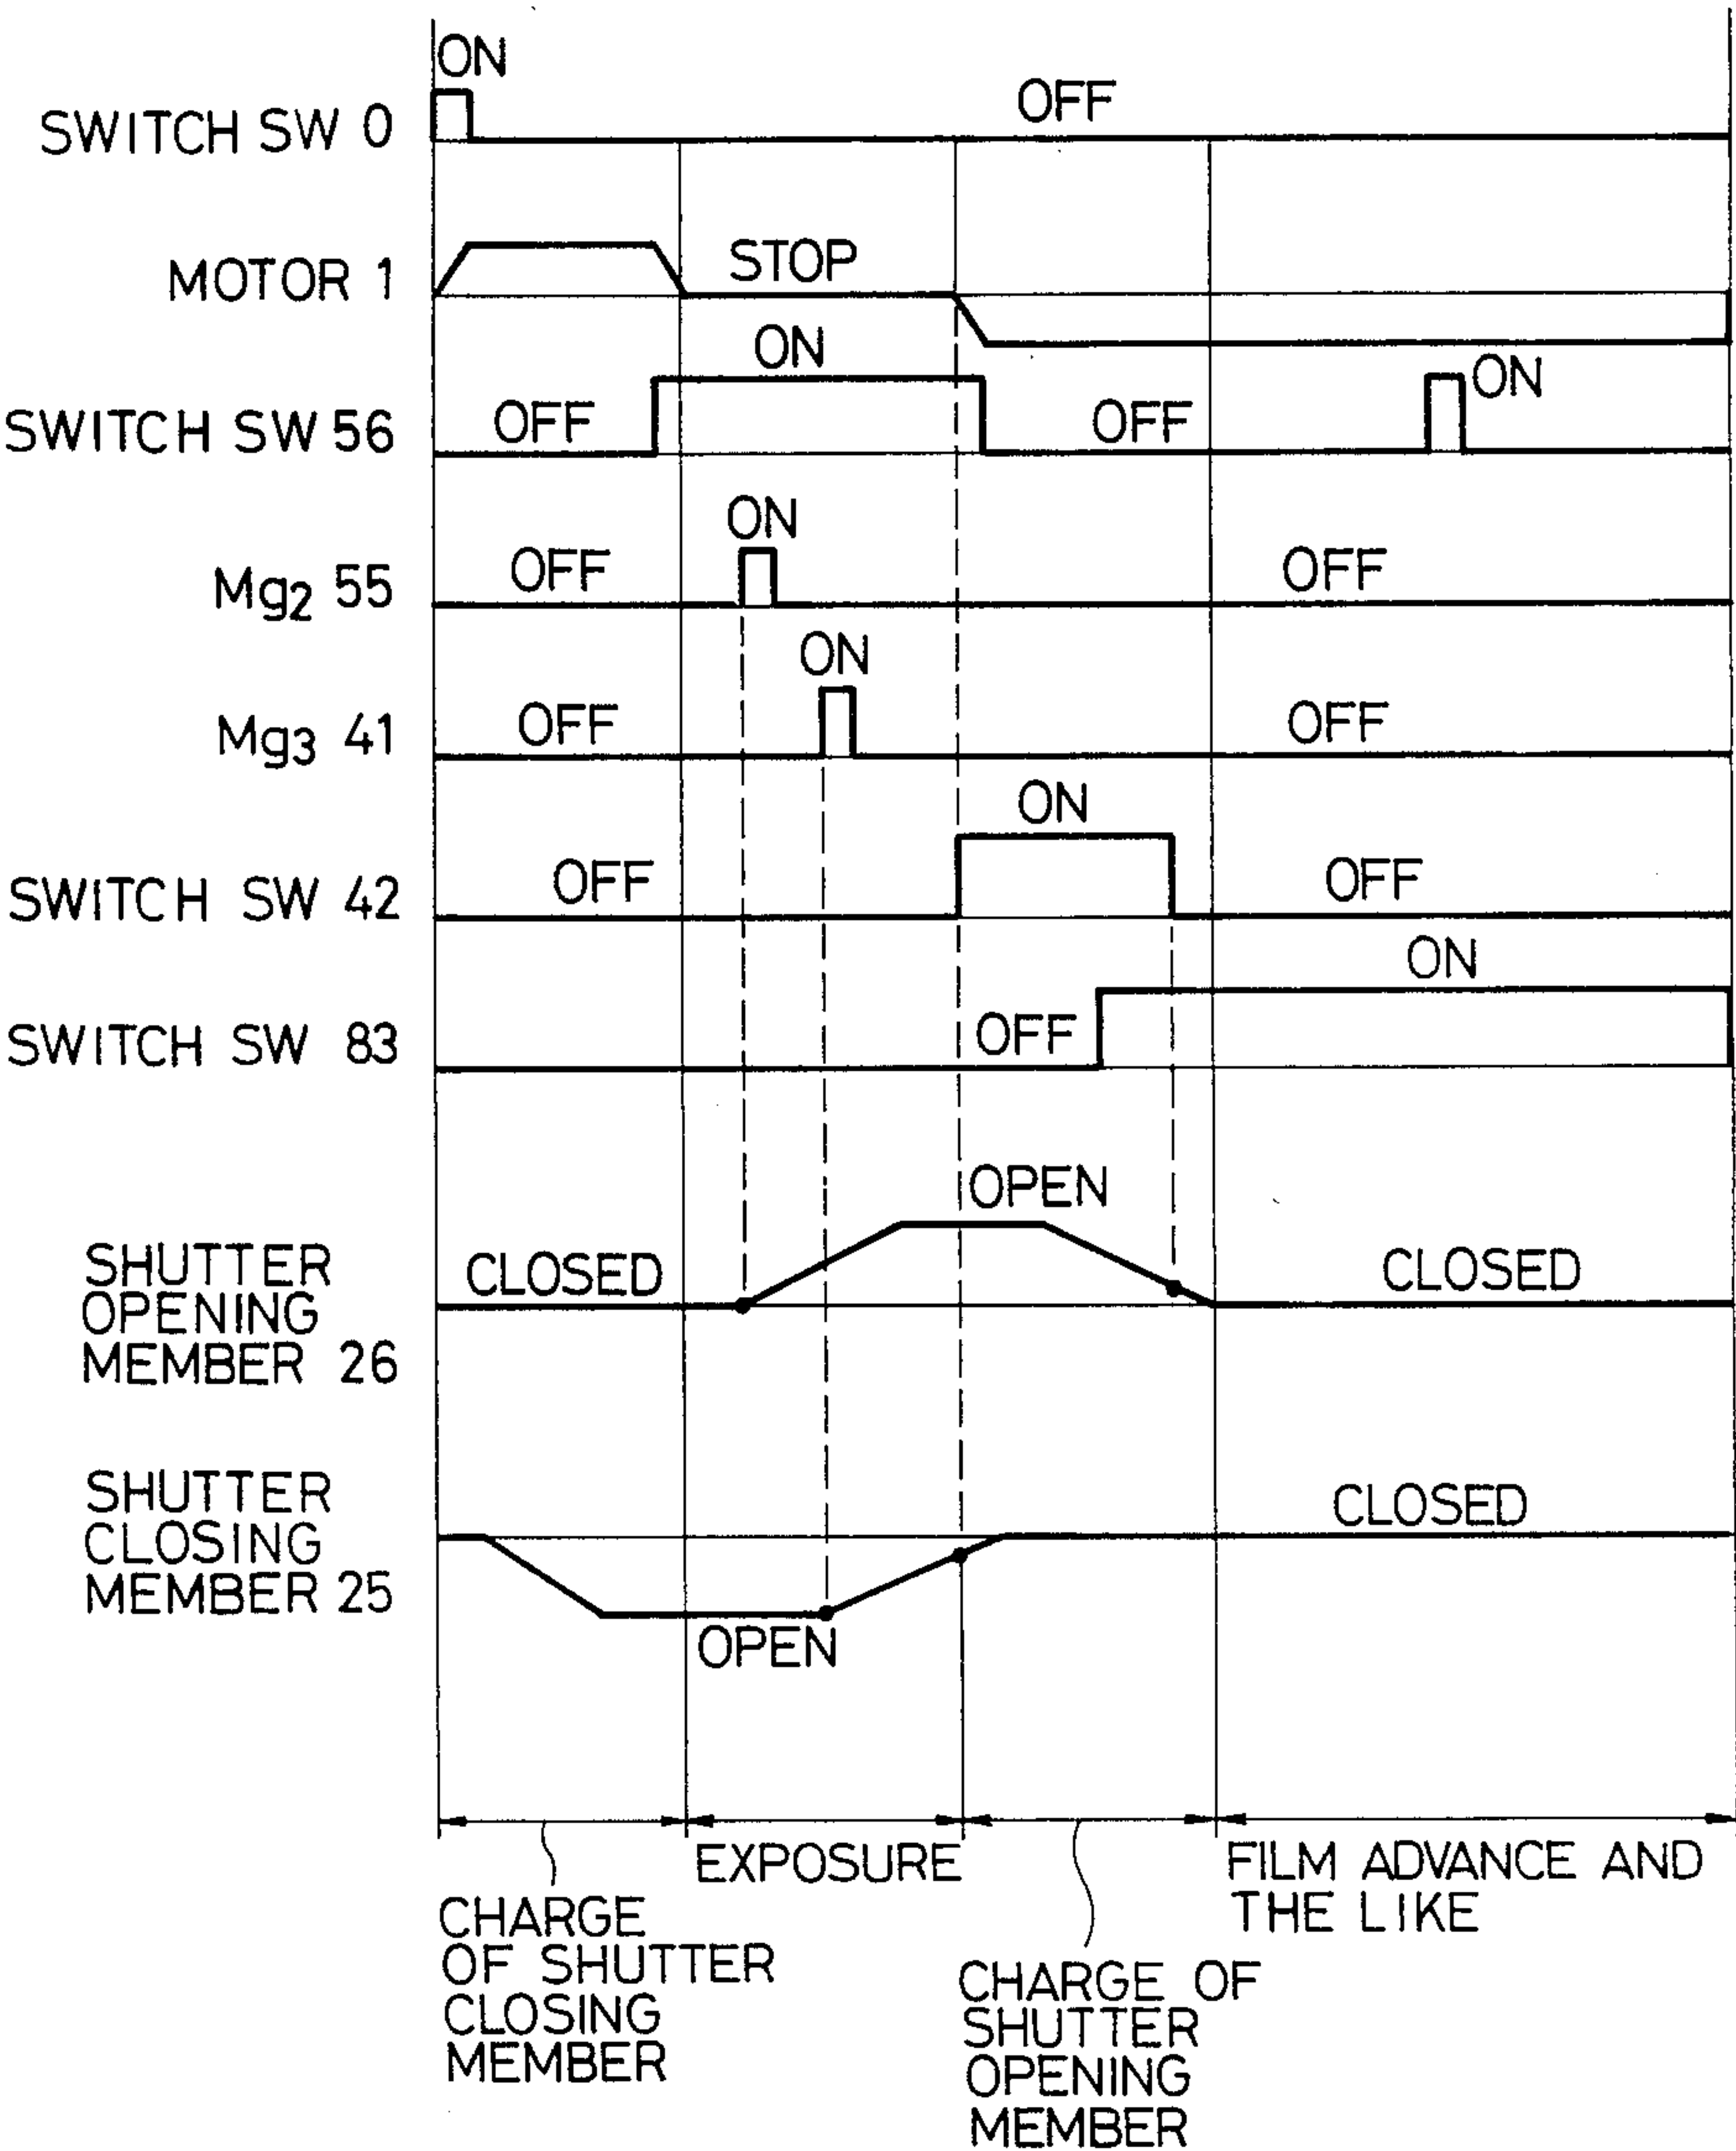 ON
OFF
SWITCH SW 0
STOP
MOTOR 1
ON
ON
OFF
OFF
SWITCH SW 56
ON
OFF
OFF
Mg2 55
ON
OFF
OFF
Mg3 41
ON
OFF
OFF
SWITCH SW 42
ON
OFF
SWITCH SW 83
OPEN
CLOSED
CLOSED
SHUTTER
OPENING
MEMBER 26
CLOSED
SHUTTER
CLOSING
MEMBER 25
OPEN
EXPOSURE
FILM ADVANCE AND
THE LIKE
CHARGE
OF SHUTTER
CLOSING
MEMBER
CHARGE OF
SHUTTER
OPENING
MEMBER